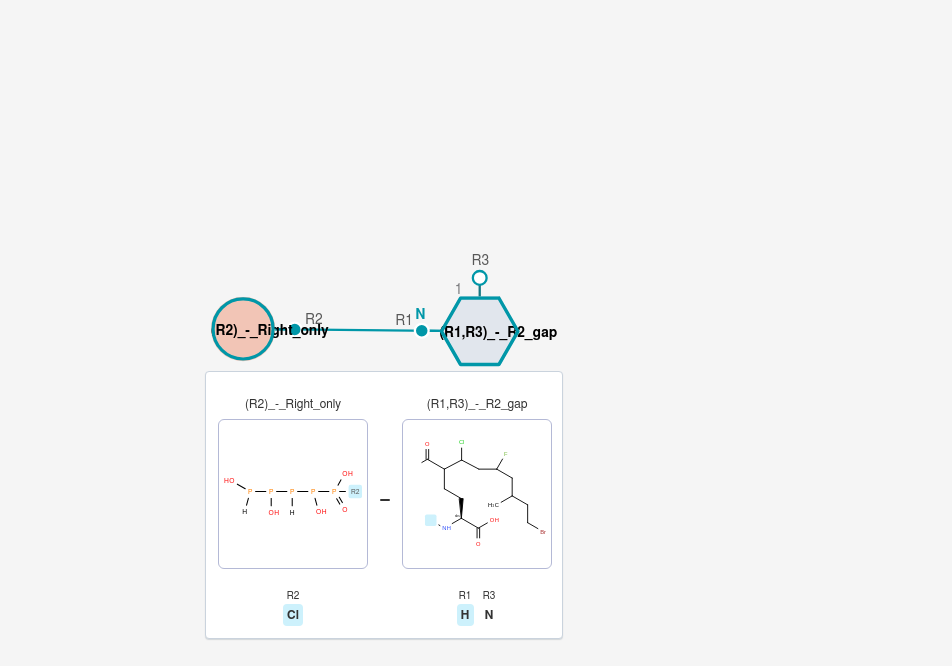 R3
1
N
R2
R1
(R2)_-_Right_only
(R1,R3)_-_R2_gap
(R2)_-_Right_only
(R1,R3)_-_R2_gap
HO
P
P
P
P
P
OH
R2
H
OH
H
OH
O
O
Cl
F
H₃C
NH
OH
O
Br
R2
R1
R3
Cl
H
N